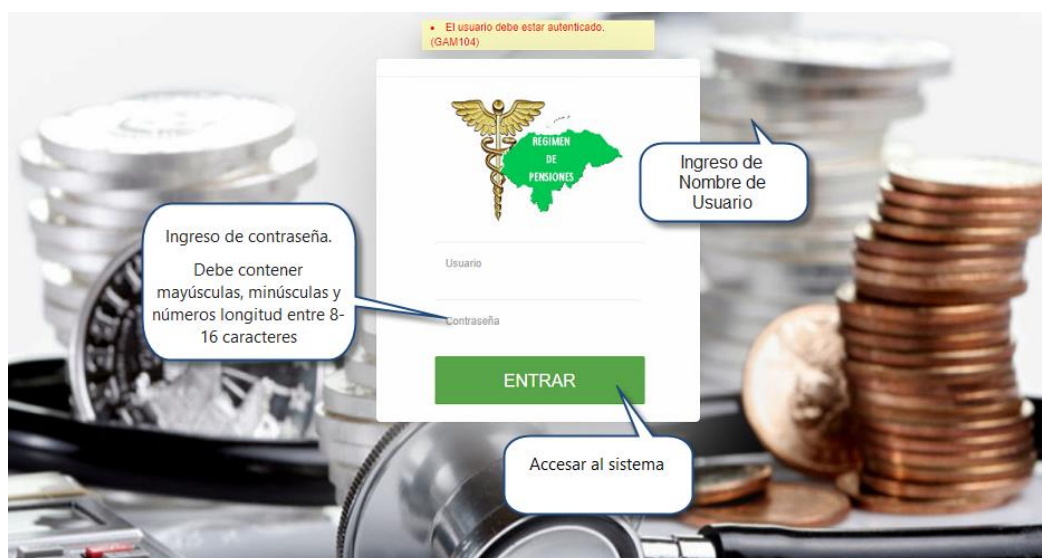 • El usuario debe estar autenticado.
(GAM104)
REGIMEN
DE
PENSIONES
Ingreso de
Nombre de
Usuario
Ingreso de contraseña.
Debe contener
mayúsculas, minúsculas y
números longitud entre 8-
16 caracteres
Usuario
Contraseña
ENTRAR
Accesar al sistema